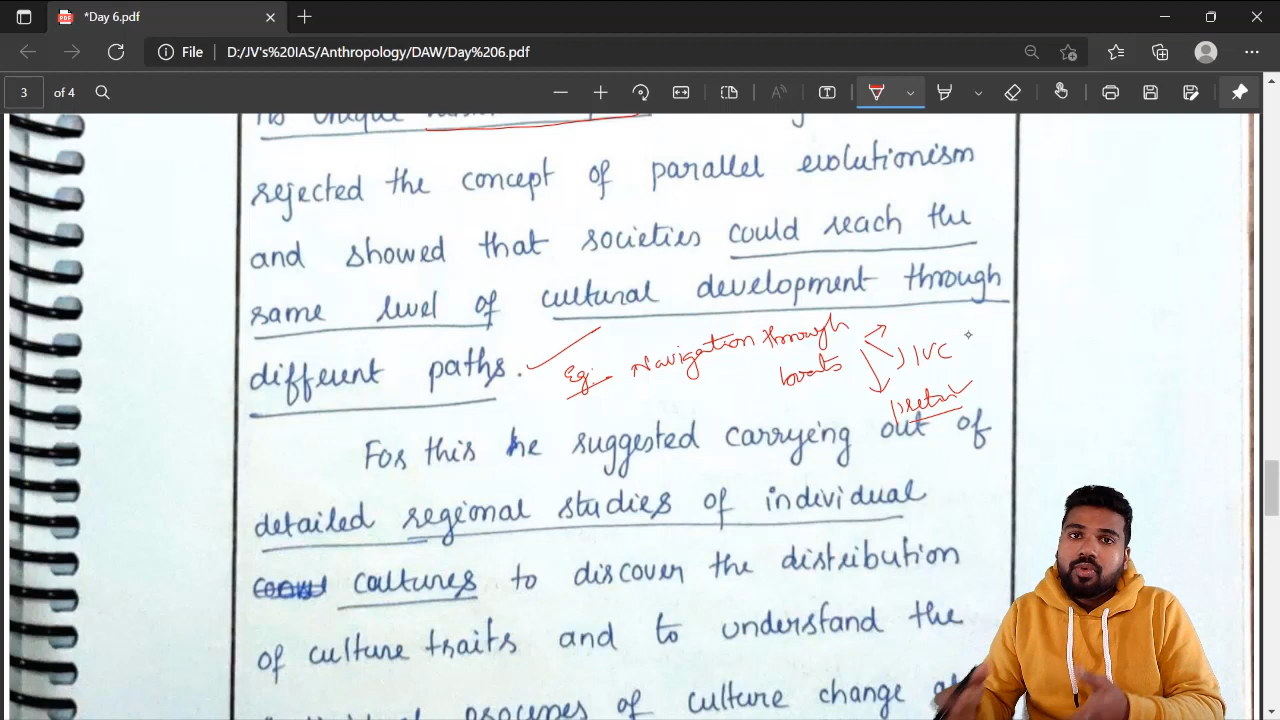 *Day 6.pdf
File
D:/JV's%20IAS/Anthropology/DAW/Day%206.pdf
3 of 4
its unique
rejected the concept of parallel evolutionism
and showed that societies could reach the
same level of cultural development through
different paths.
Eg:- Navigation through
boats
IVC
For this he suggested carrying out of
detailed regional studies of individual
cultures to discover the distribution
of culture traits and to understand the
processes of culture change